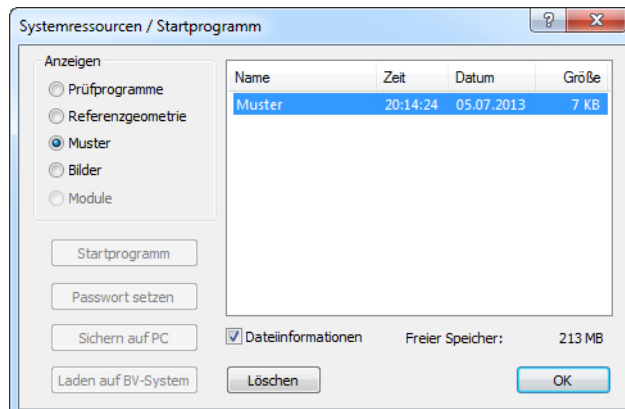 Systemressourcen / Startprogramm
?
X
Anzeigen
Prüfprogramme
Referenzgeometrie
Muster
Bilder
Module
Name Zeit Datum Größe
Muster 20:14:24 05.07.2013 7 KB
Startprogramm
Passwort setzen
Sichern auf PC
Laden auf BV-System
Dateiinformationen Freier Speicher: 213 MB
Löschen OK